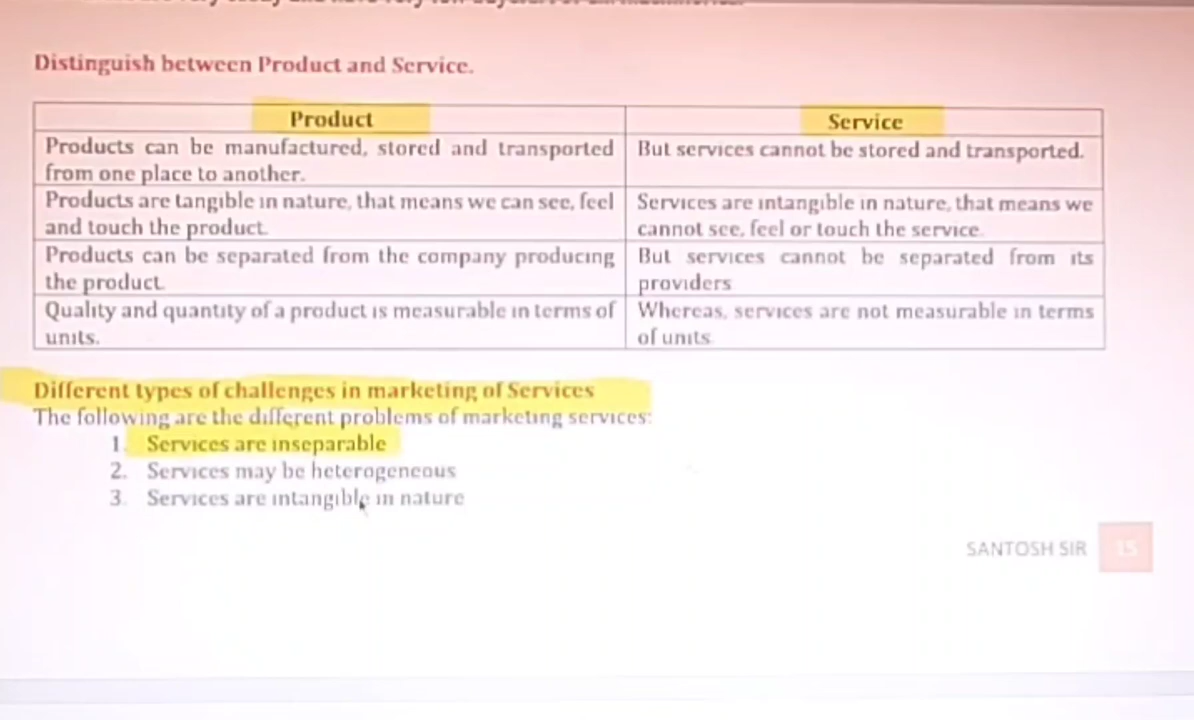 Distinguish between Product and Service.
Product
Service
Products can be manufactured, stored and transported
from one place to another.
But services cannot be stored and transported.
Products are tangible in nature, that means we can see, feel
and touch the product.
Services are intangible in nature, that means we
cannot see, feel or touch the service.
Products can be separated from the company producing
the product.
But services cannot be separated from its
providers
Quality and quantity of a product is measurable in terms of
units.
Whereas, services are not measurable in terms
of units.
Different types of challenges in marketing of Services
The following are the different problems of marketing services:
1. Services are inseparable
2. Services may be heterogeneous
3. Services are intangible in nature
SANTOSH SIR 15